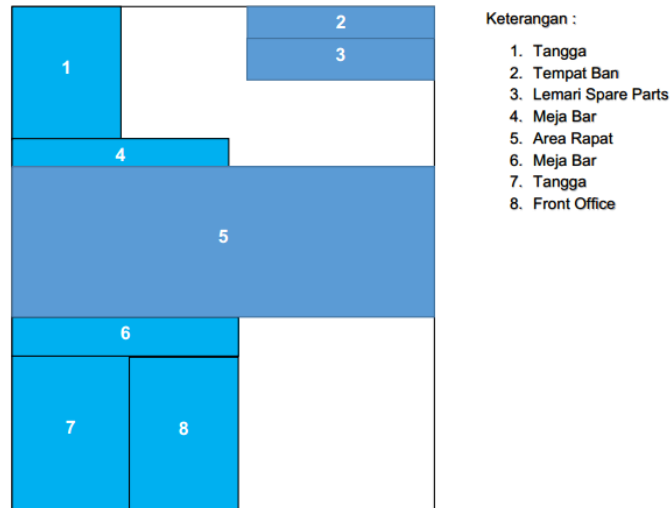 1
2
3
4
5
6
7
8
Keterangan :
1. Tangga
2. Tempat Ban
3. Lemari Spare Parts
4. Meja Bar
5. Area Rapat
6. Meja Bar
7. Tangga
8. Front Office